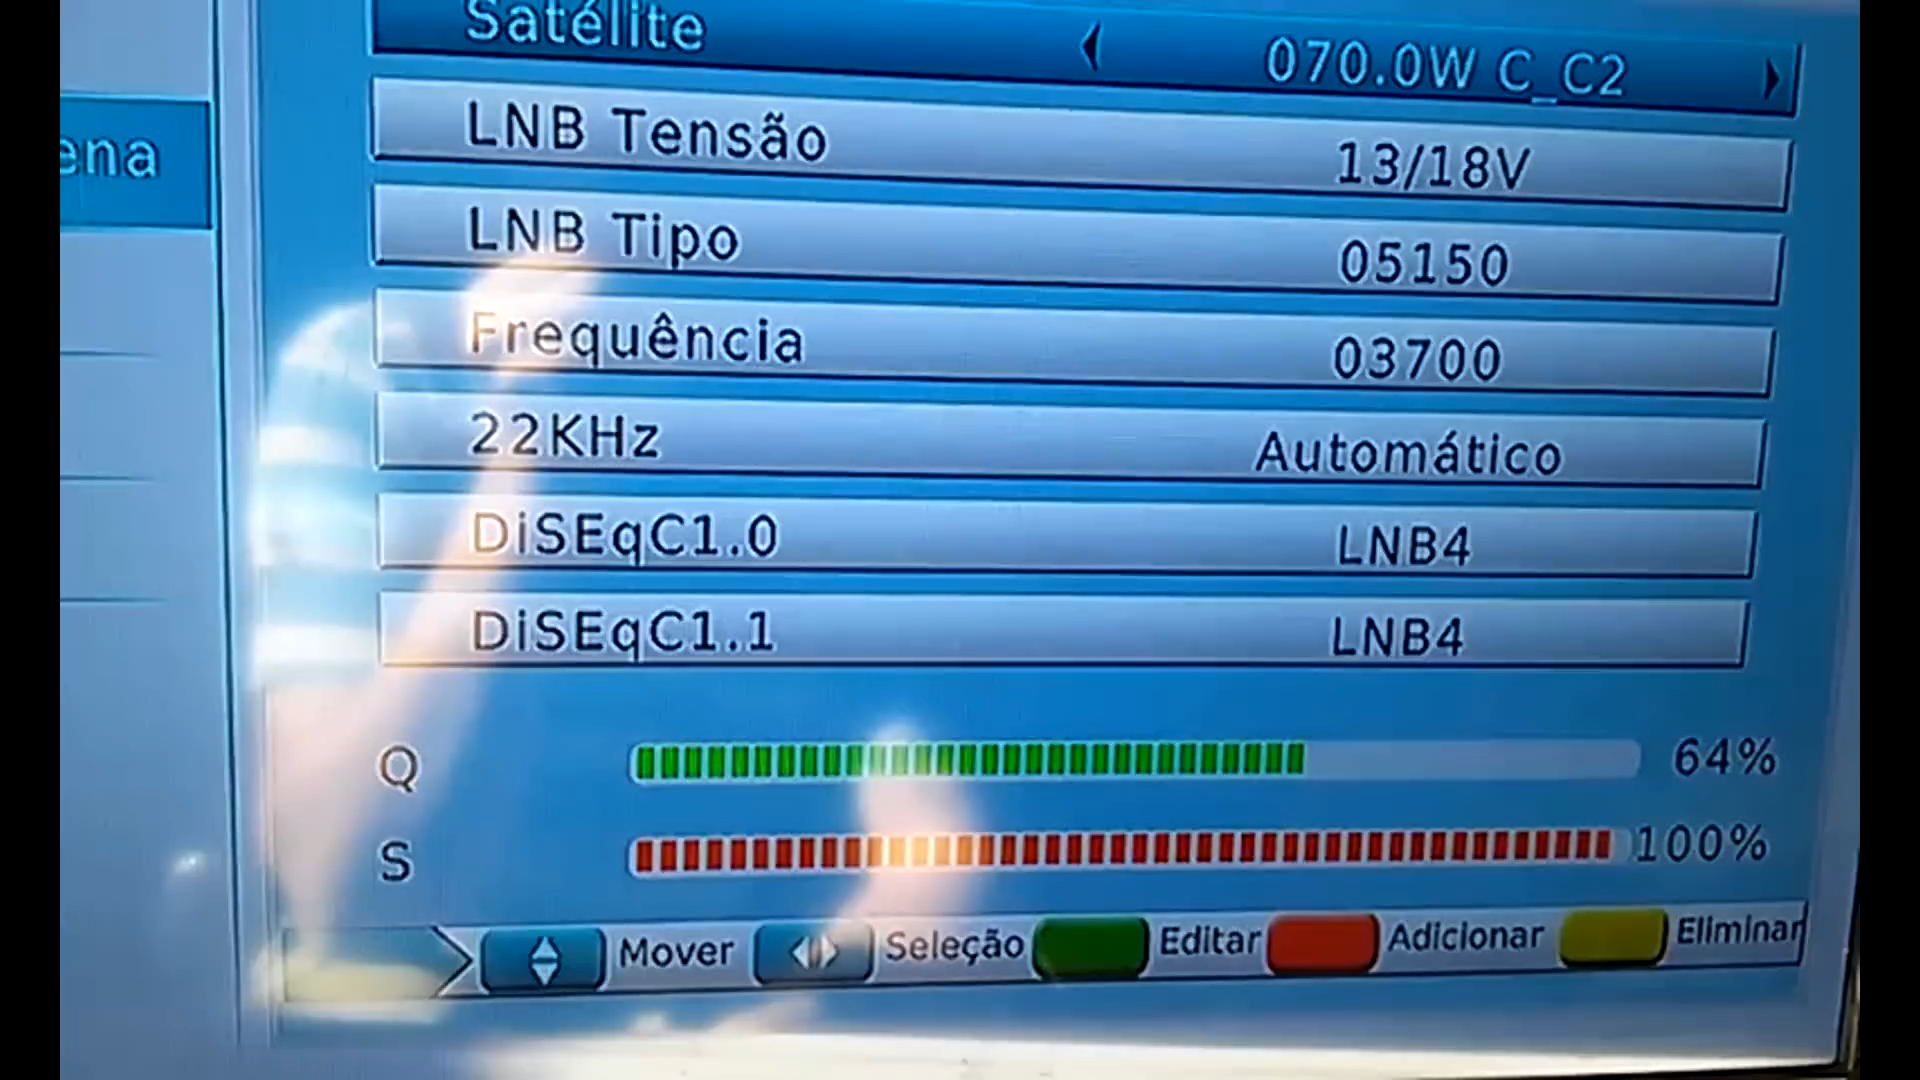 Satélite 070.0W C_C2
ena
LNB Tensão 13/18V
LNB Tipo 05150
Frequência 03700
22KHz Automático
DiSEqC1.0 LNB4
DiSEqC1.1 LNB4
Q 64%
S 100%
Mover Seleção Editar Adicionar Eliminar